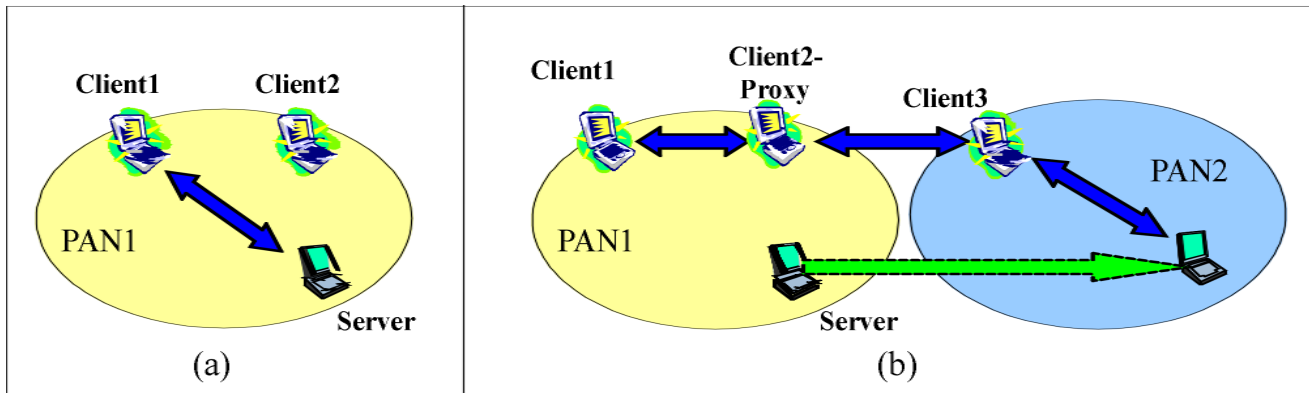 Client1
Client2
PAN1
Server
(a)
Client1
Client2-
Proxy
Client3
PAN2
PAN1
Server
(b)